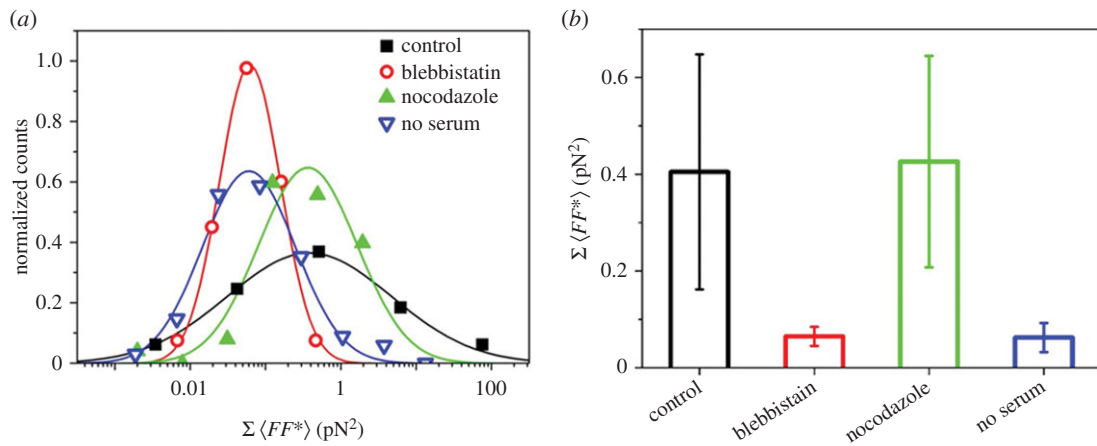 (a)
control
blebbistatin
nocodazole
no serum
normalized counts
1.0
0.8
0.6
0.4
0.2
0
0.01
0.1
1
100
Σ ⟨FF*⟩ (pN²)
(b)
Σ ⟨FF*⟩ (pN²)
0.6
0.4
0.2
0
control
blebbistain
nocodazole
no serum